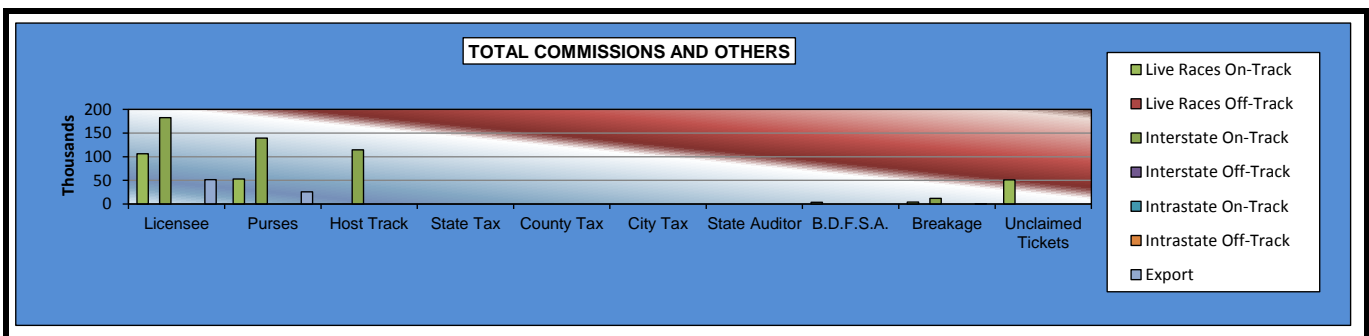 TOTAL COMMISSIONS AND OTHERS
Thousands
200
150
100
50
0
Licensee Purses Host Track State Tax County Tax City Tax State Auditor B.D.F.S.A. Breakage Unclaimed
Tickets
Live Races On-Track
Live Races Off-Track
Interstate On-Track
Interstate Off-Track
Intrastate On-Track
Intrastate Off-Track
Export